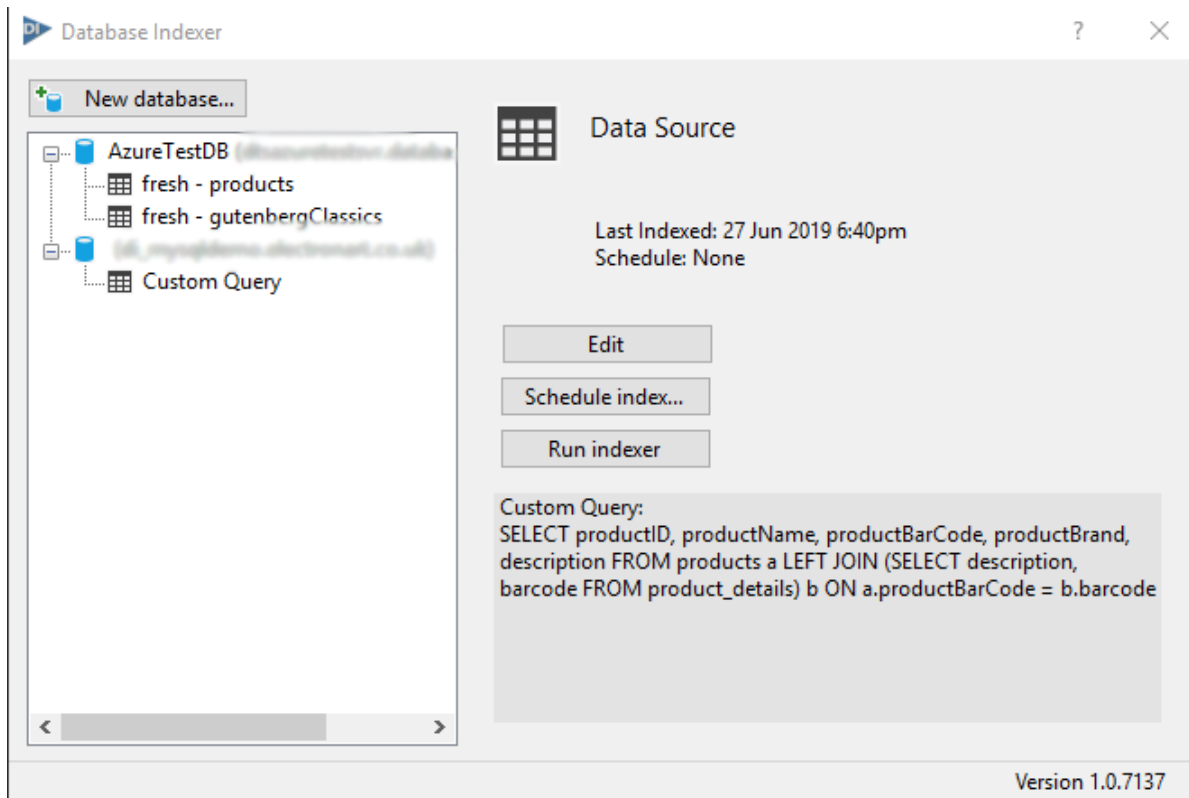 DI Database Indexer
?
New database...
AzureTestDB
fresh - products
fresh - gutenbergClassics
Custom Query
Data Source
Last Indexed: 27 Jun 2019 6:40pm
Schedule: None
Edit
Schedule index...
Run indexer
Custom Query:
SELECT productID, productName, productBarCode, productBrand,
description FROM products a LEFT JOIN (SELECT description,
barcode FROM product_details) b ON a.productBarCode = b.barcode
Version 1.0.7137